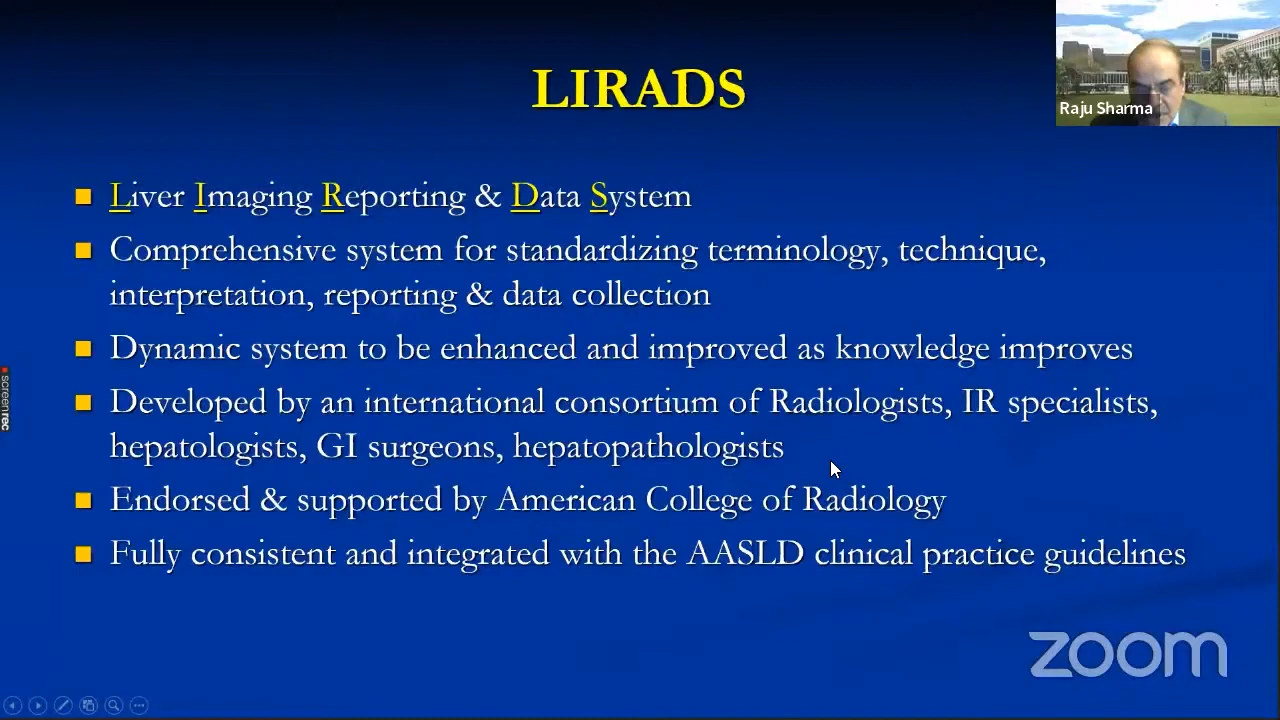 LIRADS
Raju Sharma
Liver Imaging Reporting & Data System
Comprehensive system for standardizing terminology, technique,
interpretation, reporting & data collection
Dynamic system to be enhanced and improved as knowledge improves
Developed by an international consortium of Radiologists, IR specialists,
hepatologists, GI surgeons, hepatopathologists
Endorsed & supported by American College of Radiology
Fully consistent and integrated with the AASLD clinical practice guidelines
screenrec
zoom